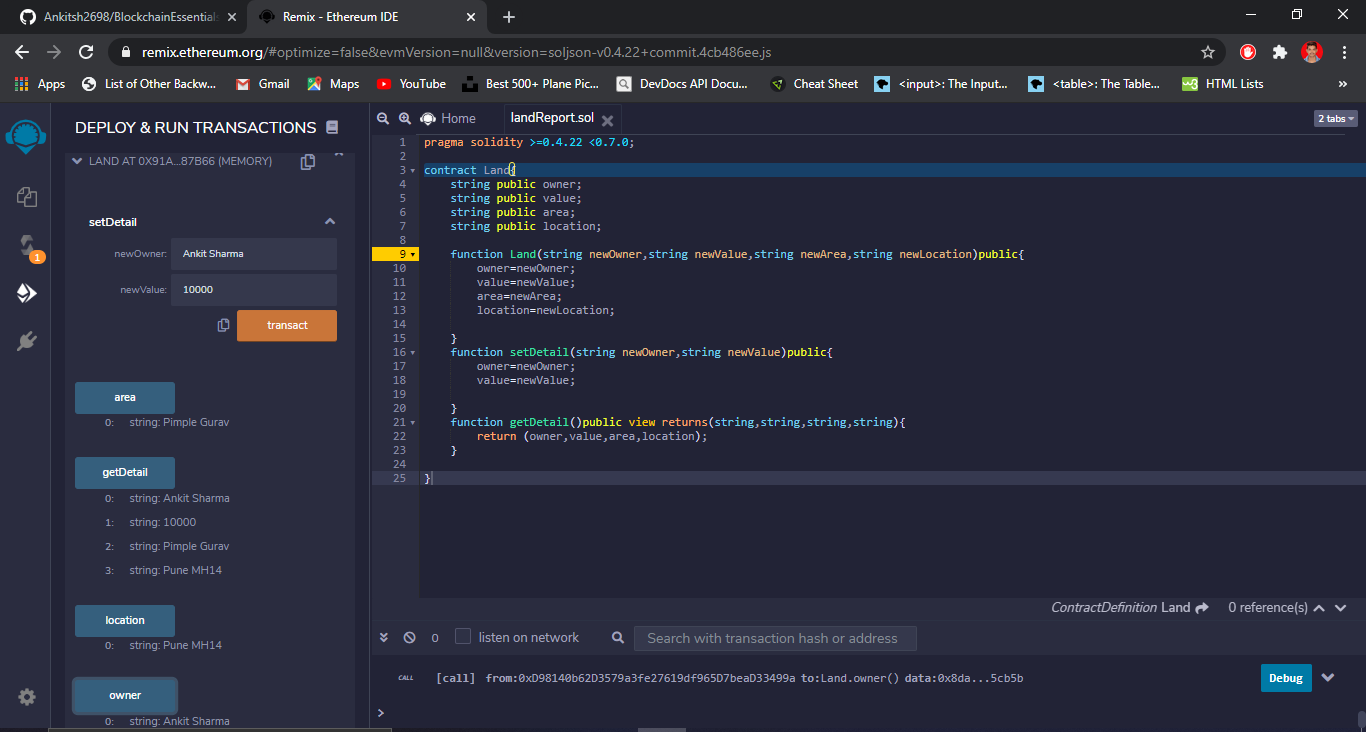 Ankitsh2698/BlockchainEssential
Remix - Ethereum IDE
remix.ethereum.org/#optimize=false&evmVersion=null&version=soljson-v0.4.22+commit.4cb486ee.js
Apps
List of Other Backw...
Gmail
Maps
YouTube
Best 500+ Plane Pic...
DevDocs API Docu...
Cheat Sheet
<input>: The Input...
<table>: The Table...
HTML Lists
»
DEPLOY & RUN TRANSACTIONS
LAND AT 0X91A...87B66 (MEMORY)
setDetail
newOwner: Ankit Sharma
newValue: 10000
transact
area
0: string: Pimple Gurav
getDetail
0: string: Ankit Sharma
1: string: 10000
2: string: Pimple Gurav
3: string: Pune MH14
location
0: string: Pune MH14
owner
0: string: Ankit Sharma
1
Home
landReport.sol
2 tabs
1 pragma solidity >=0.4.22 <0.7.0;
2
3 contract Land{
4 string public owner;
5 string public value;
6 string public area;
7 string public location;
8
9 function Land(string newOwner,string newValue,string newArea,string newLocation)public{
10 owner=newOwner;
11 value=newValue;
12 area=newArea;
13 location=newLocation;
14
15 }
16 function setDetail(string newOwner,string newValue)public{
17 owner=newOwner;
18 value=newValue;
19
20 }
21 function getDetail()public view returns(string,string,string,string){
22 return (owner,value,area,location);
23 }
24
25 }
ContractDefinition Land
0 reference(s)
0
listen on network
Search with transaction hash or address
CALL
[call] from:0xD98140b62D3579a3fe27619df965D7beaD33499a to:Land.owner() data:0x8da...5cb5b
Debug
>